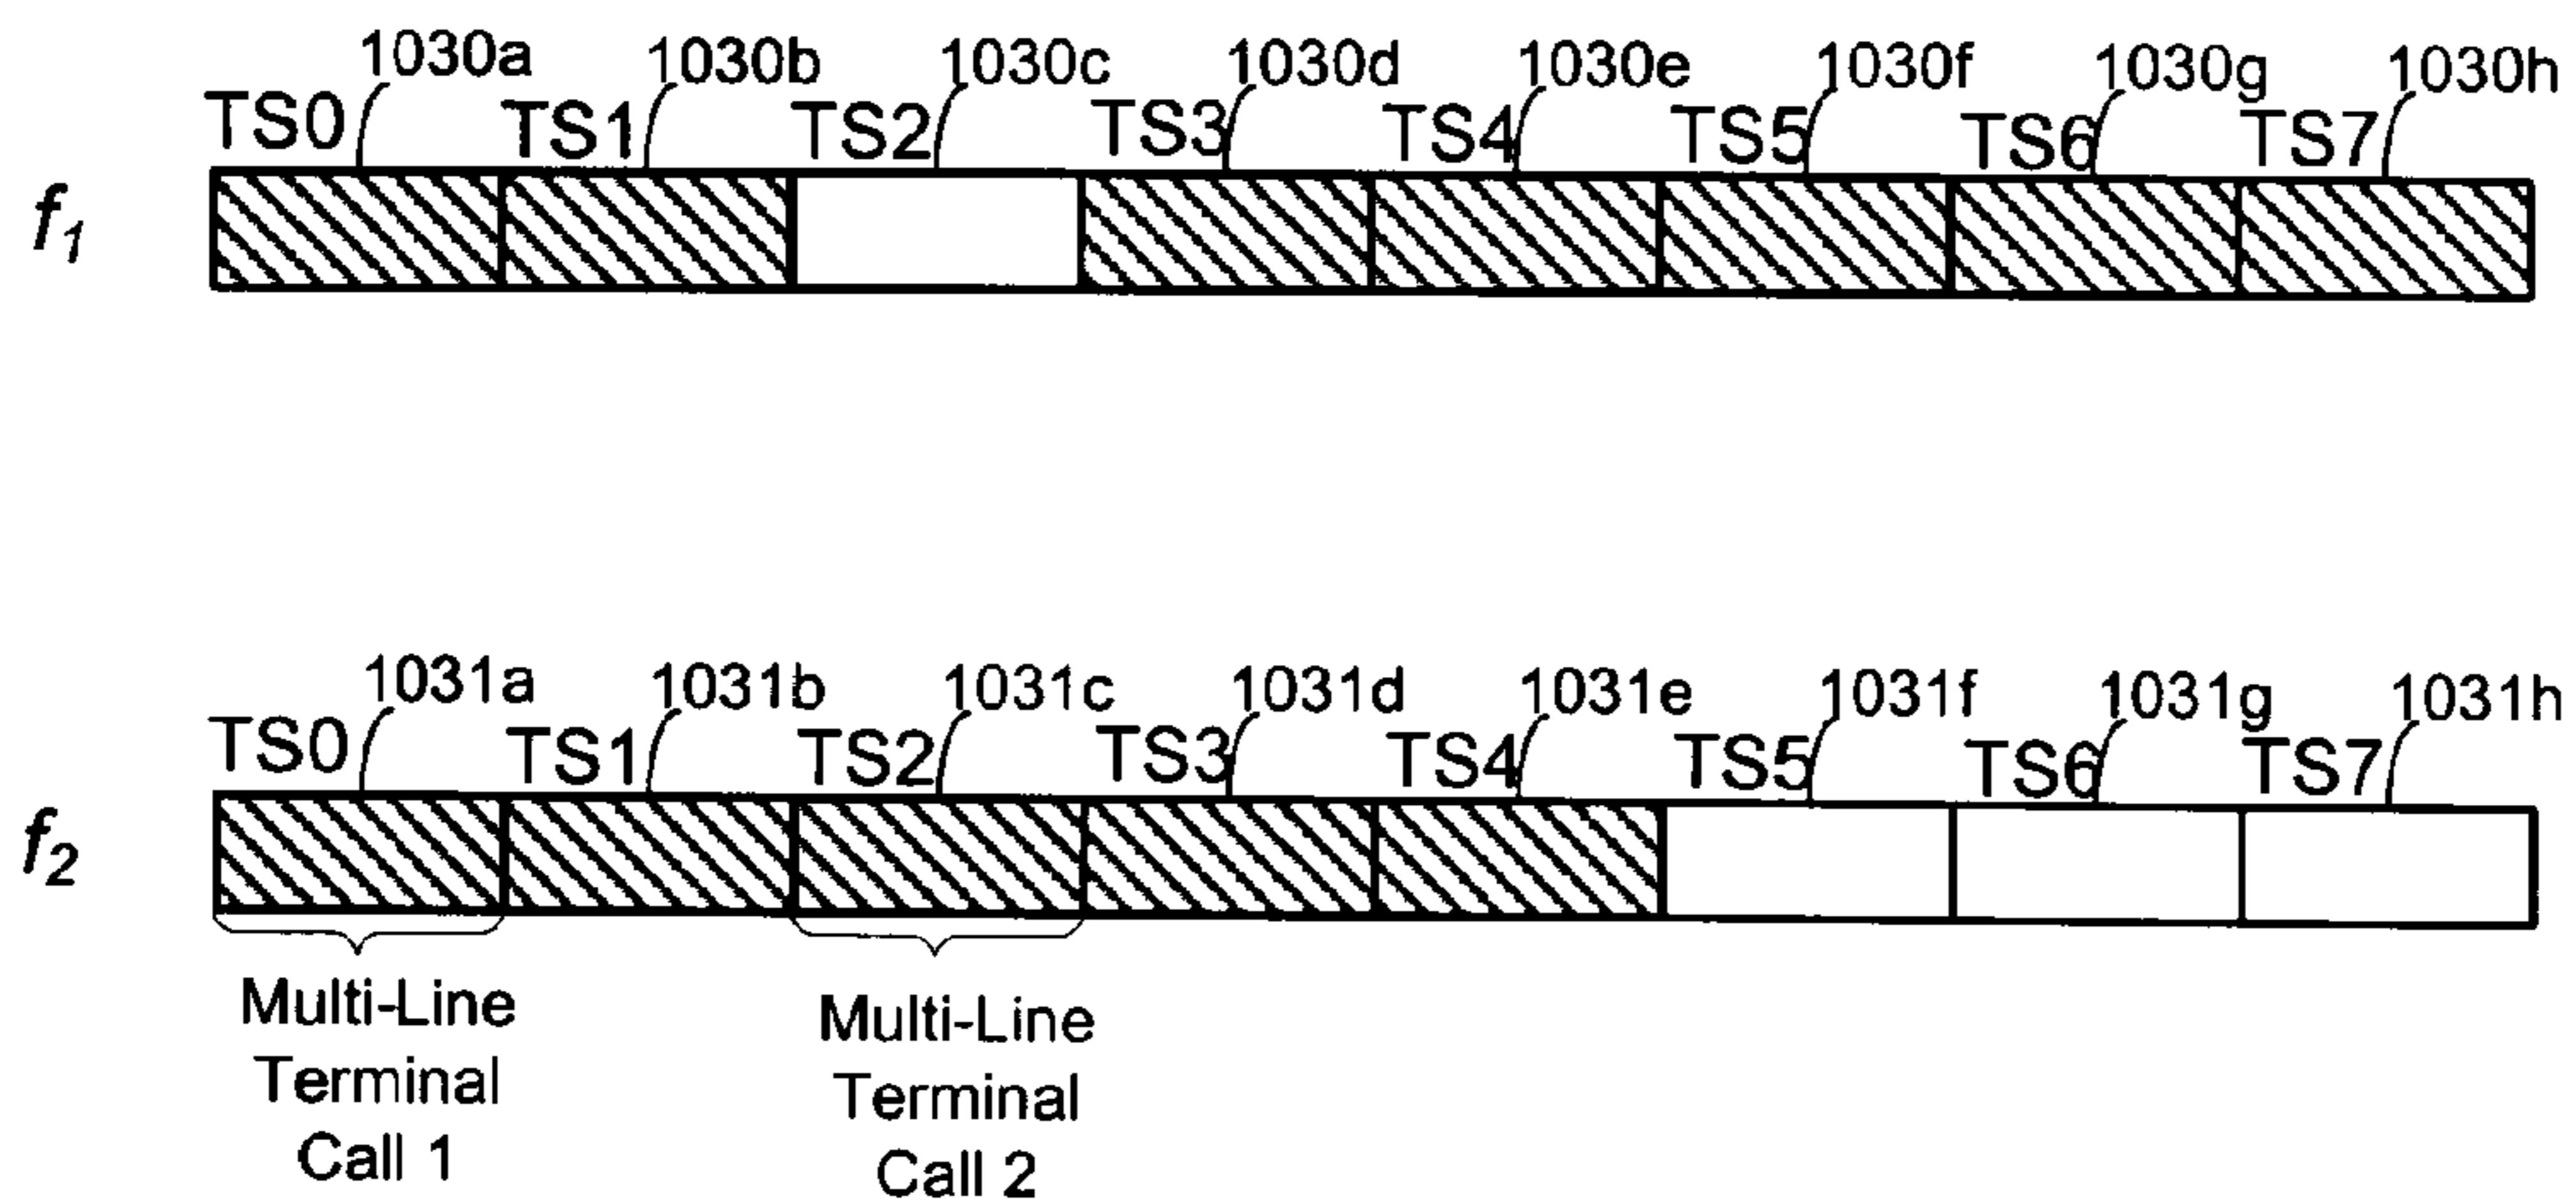 1030a 1030b 1030c 1030d 1030e 1030f 1030g 1030h
TS0 TS1 TS2 TS3 TS4 TS5 TS6 TS7
f1
1031a 1031b 1031c 1031d 1031e 1031f 1031g 1031h
TS0 TS1 TS2 TS3 TS4 TS5 TS6 TS7
f2
Multi-Line
Terminal
Call 1
Multi-Line
Terminal
Call 2